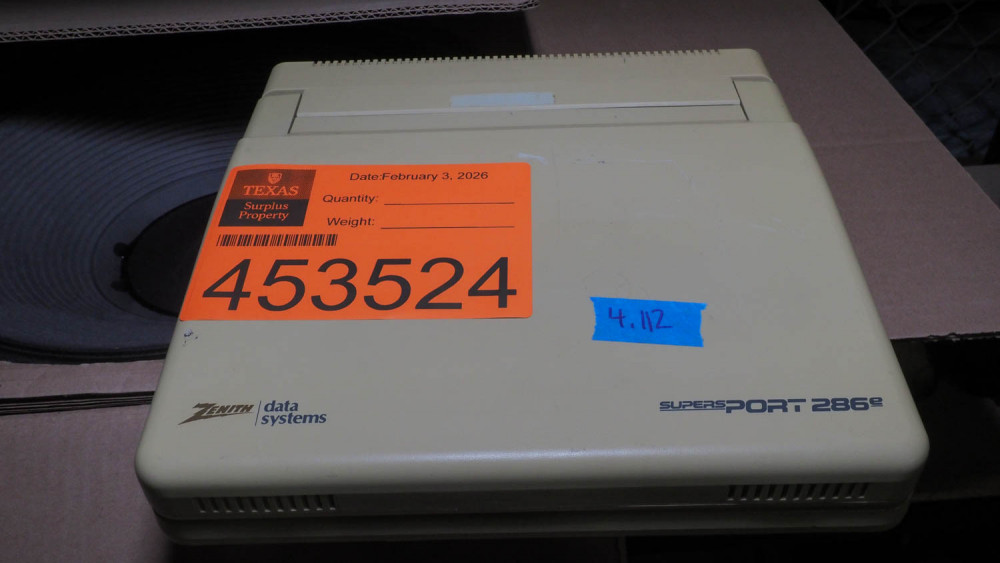 TEXAS
Surplus
Property
Date:February 3, 2026
Quantity:
Weight:
453524
4.112
ZENITH data
systems
SUPERSPORT 286e